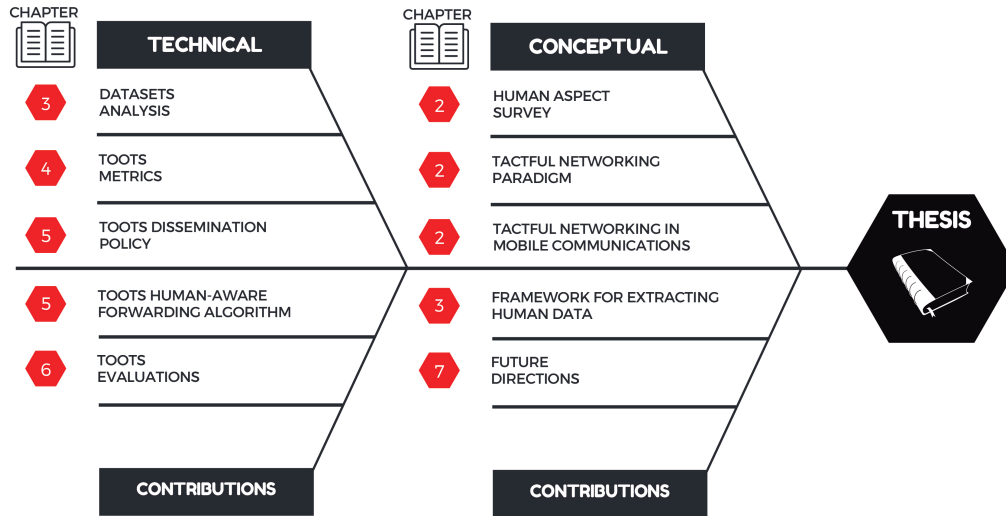 CHAPTER
TECHNICAL
3
DATASETS
ANALYSIS
4
TOOTS
METRICS
5
TOOTS DISSEMINATION
POLICY
5
TOOTS HUMAN-AWARE
FORWARDING ALGORITHM
6
TOOTS
EVALUATIONS
CONTRIBUTIONS
CHAPTER
CONCEPTUAL
2
HUMAN ASPECT
SURVEY
2
TACTFUL NETWORKING
PARADIGM
2
TACTFUL NETWORKING IN
MOBILE COMMUNICATIONS
3
FRAMEWORK FOR EXTRACTING
HUMAN DATA
7
FUTURE
DIRECTIONS
CONTRIBUTIONS
THESIS